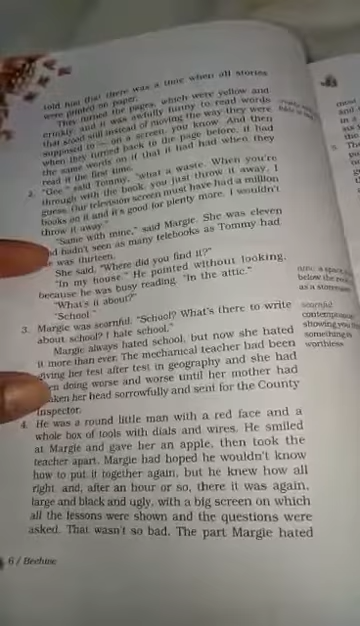 told him that there was a time when all stories
were printed on paper.
They turned the pages, which were yellow and
crinkly, and it was awfully funny to read words
that stood still instead of moving the way they were
supposed to — on a screen, you know. And then
when they turned back to the page before, it had
the same words on it that it had had when they
read it the first time.
2. "Gee," said Tommy, "what a waste. When you're
through with the book, you just throw it away, I
guess. Our television screen must have had a million
books on it and it's good for plenty more. I wouldn't
throw it away."
"Same with mine," said Margie. She was eleven
hadn't seen as many telebooks as Tommy had
was thirteen.
She said, "Where did you find it?"
"In my house." He pointed without looking,
because he was busy reading. "In the attic."
"What's it about?"
"School."
3. Margie was scornful. "School? What's there to write
about school? I hate school."
Margie always hated school, but now she hated
it more than ever. The mechanical teacher had been
giving her test after test in geography and she had
doing worse and worse until her mother had
her head sorrowfully and sent for the County
Inspector.
4. He was a round little man with a red face and a
whole box of tools with dials and wires. He smiled
at Margie and gave her an apple, then took the
teacher apart. Margie had hoped he wouldn't know
how to put it together again, but he knew how all
right, and, after an hour or so, there it was again,
large and black and ugly, with a big screen on which
all the lessons were shown and the questions were
asked. That wasn't so bad. The part Margie hated
attic: a space
below the
as a storeroom
scornful
contemptuous
showing you
something is
worthless
6 / Beehive